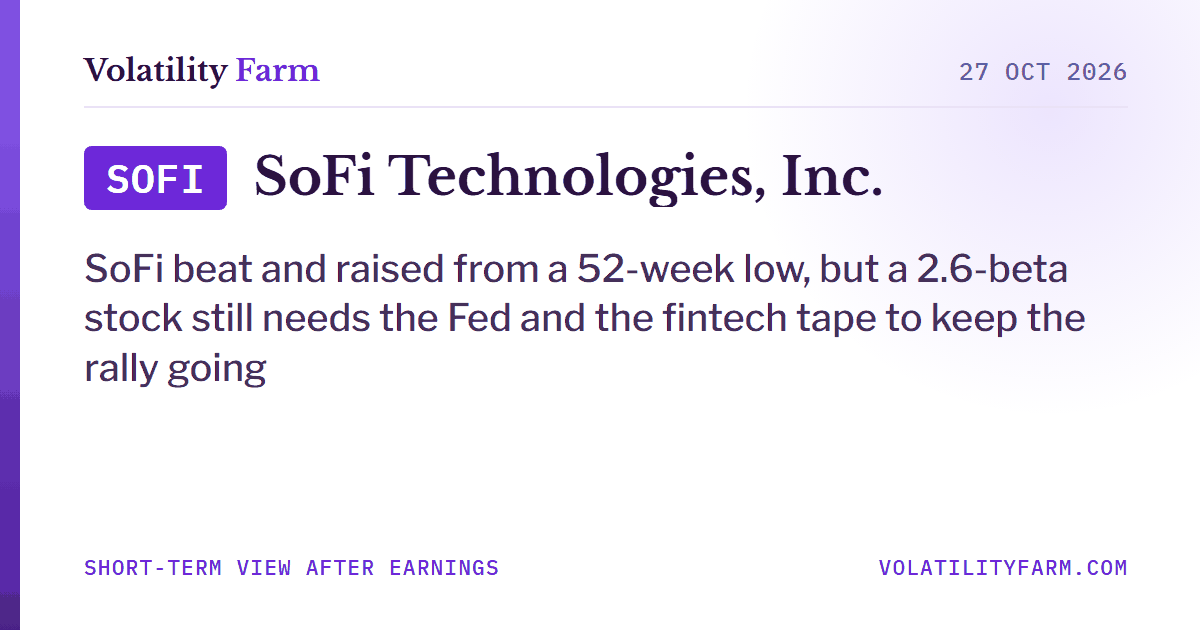 Volatility Farm
27 OCT 2026
SOFI
SoFi Technologies, Inc.
SoFi beat and raised from a 52-week low, but a 2.6-beta
stock still needs the Fed and the fintech tape to keep the
rally going
SHORT-TERM VIEW AFTER EARNINGS
VOLATILITYFARM.COM